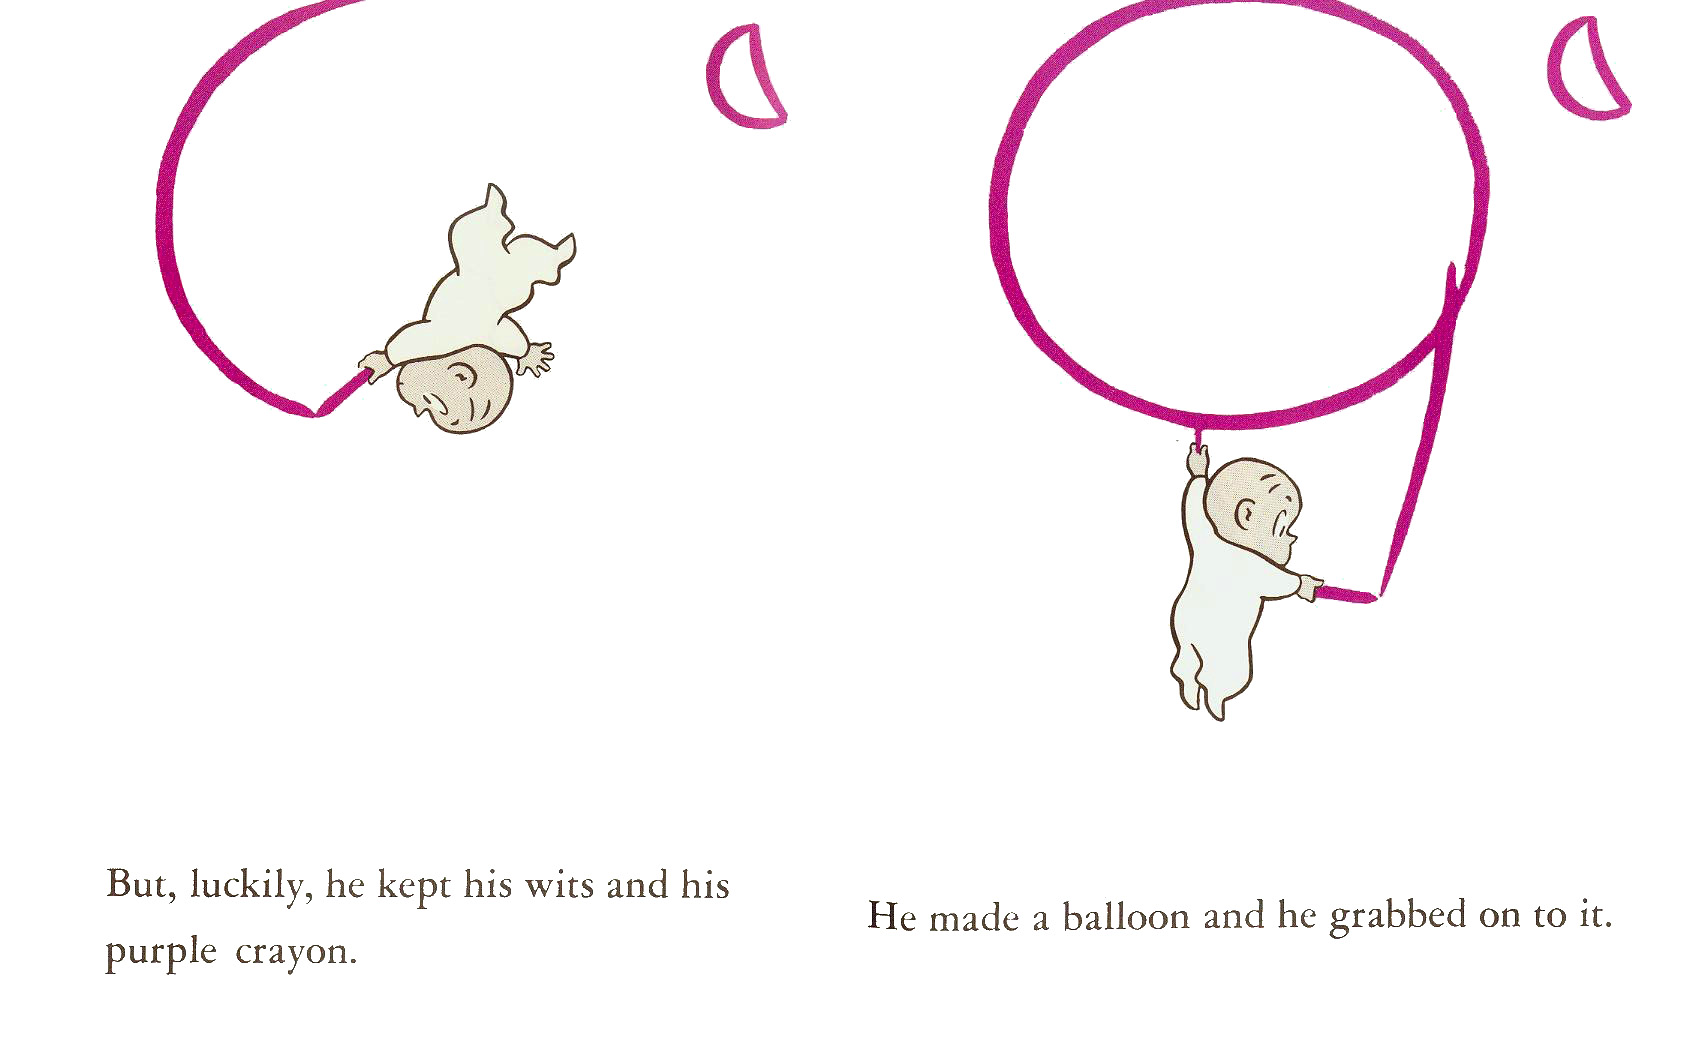 But, luckily, he kept his wits and his
purple crayon.
He made a balloon and he grabbed on to it.